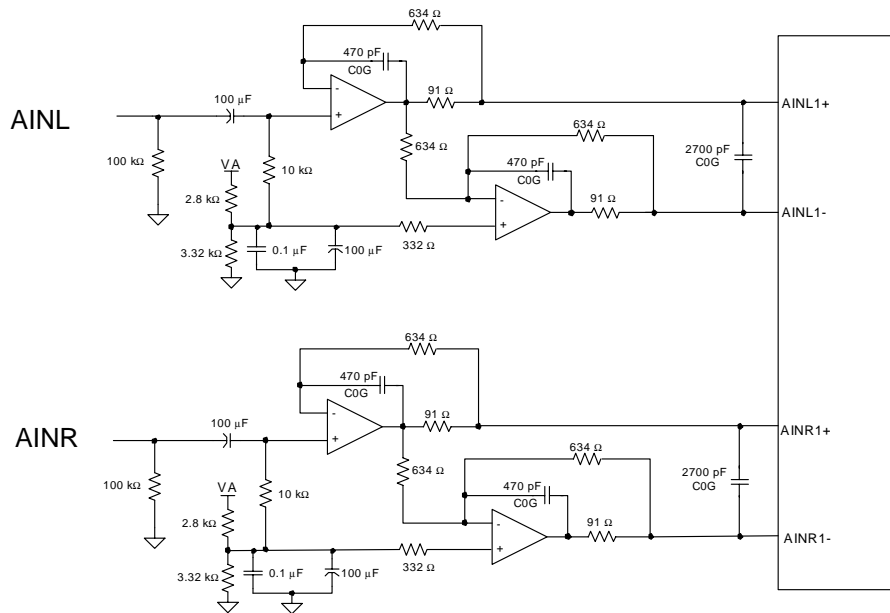 634 Ω
470 pF
C0G
91 Ω
100 µF
AINL
AINL1+
634 Ω
634 Ω
470 pF
C0G
2700 pF
C0G
100 kΩ
VA
10 kΩ
2.8 kΩ
91 Ω
AINL1-
3.32 kΩ
0.1 µF
100 µF
332 Ω
634 Ω
470 pF
C0G
91 Ω
100 µF
AINR
AINR1+
634 Ω
634 Ω
470 pF
C0G
2700 pF
C0G
100 kΩ
VA
10 kΩ
2.8 kΩ
91 Ω
AINR1-
3.32 kΩ
0.1 µF
100 µF
332 Ω